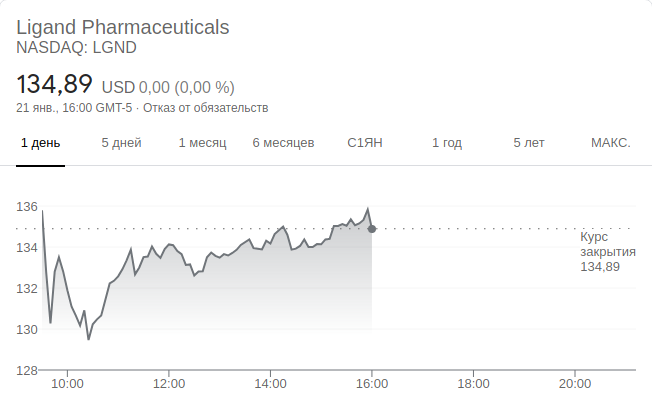 Ligand Pharmaceuticals
NASDAQ: LGND
134,89 USD 0,00 (0,00 %)
21 янв., 16:00 GMT-5 · Отказ от обязательств
1 день 5 дней 1 месяц 6 месяцев С1ЯН 1 год 5 лет МАКС.
136
134
132
130
128
Курс
закрытия
134,89
10:00 12:00 14:00 16:00 18:00 20:00